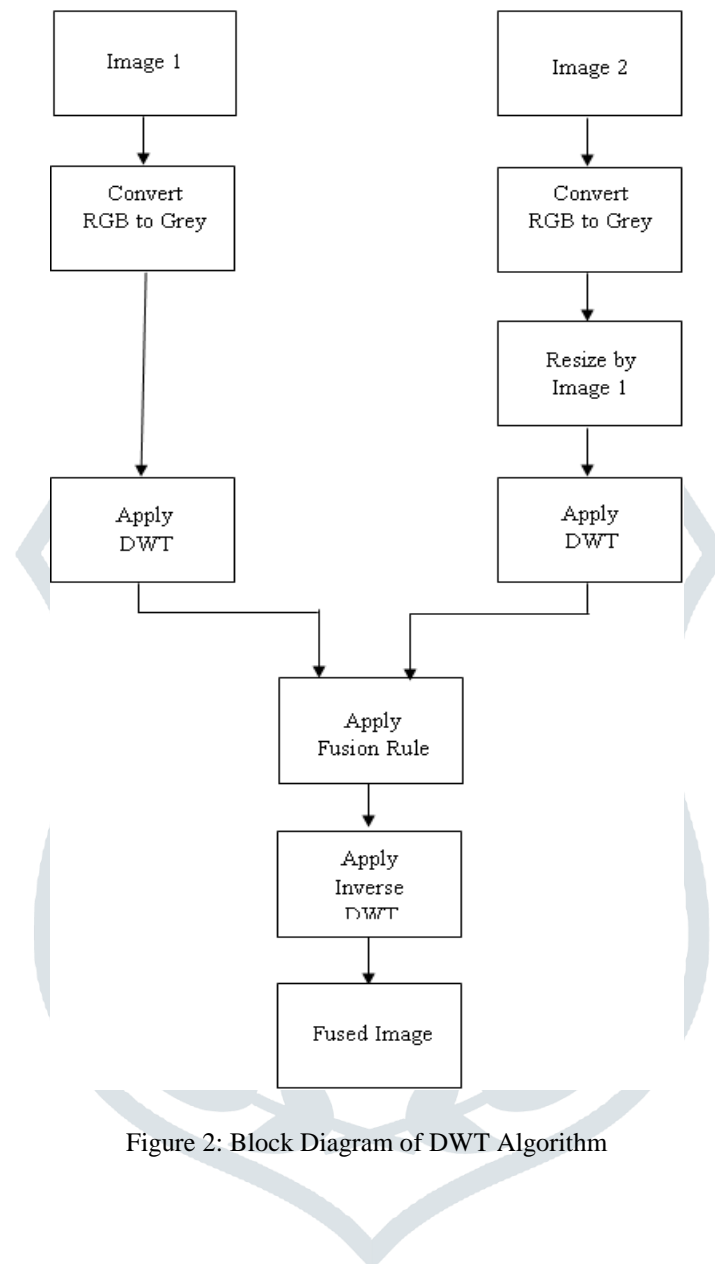 Image 1
Image 2
Convert
RGB to Grey
Convert
RGB to Grey
Resize by
Image 1
Apply
DWT
Apply
DWT
Apply
Fusion Rule
Apply
Inverse
DWT
Fused Image
Figure 2: Block Diagram of DWT Algorithm